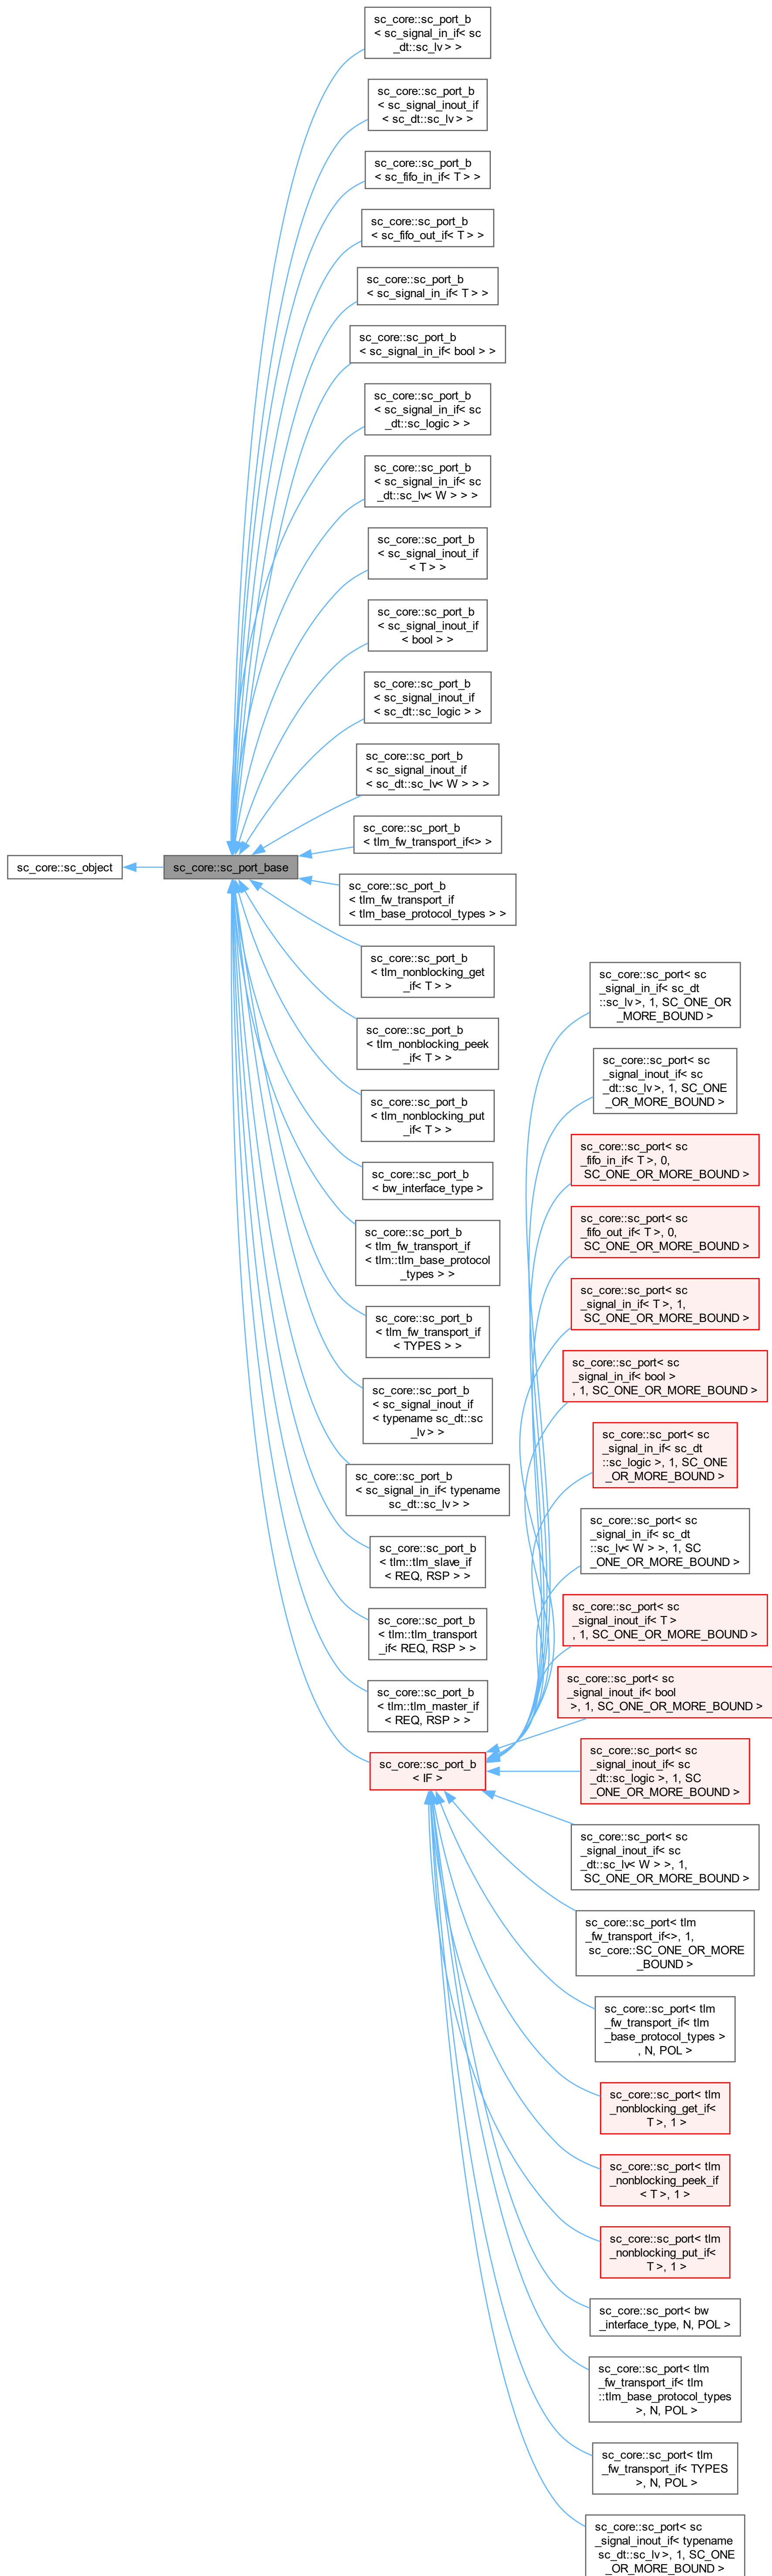 sc_core::sc_port_b
< sc_signal_in_if< sc
_dt::sc_lv > >
sc_core::sc_port_b
< sc_signal_inout_if
< sc_dt::sc_lv > >
sc_core::sc_port_b
< sc_fifo_in_if< T > >
sc_core::sc_port_b
< sc_fifo_out_if< T > >
sc_core::sc_port_b
< sc_signal_in_if< T > >
sc_core::sc_port_b
< sc_signal_in_if< bool > >
sc_core::sc_port_b
< sc_signal_in_if< sc
_dt::sc_logic > >
sc_core::sc_port_b
< sc_signal_in_if< sc
_dt::sc_lv< W > > >
sc_core::sc_port_b
< sc_signal_inout_if
< T > >
sc_core::sc_port_b
< sc_signal_inout_if
< bool > >
sc_core::sc_port_b
< sc_signal_inout_if
< sc_dt::sc_logic > >
sc_core::sc_port_b
< sc_signal_inout_if
< sc_dt::sc_lv< W > > >
sc_core::sc_port_b
< tlm_fw_transport_if<> >
sc_core::sc_object
sc_core::sc_port_base
sc_core::sc_port_b
< tlm_fw_transport_if
< tlm_base_protocol_types > >
sc_core::sc_port_b
< tlm_nonblocking_get
_if< T > >
sc_core::sc_port_b
< tlm_nonblocking_peek
_if< T > >
sc_core::sc_port_b
< tlm_nonblocking_put
_if< T > >
sc_core::sc_port_b
< bw_interface_type >
sc_core::sc_port_b
< tlm_fw_transport_if
< tlm::tlm_base_protocol
_types > >
sc_core::sc_port_b
< tlm_fw_transport_if
< TYPES > >
sc_core::sc_port_b
< sc_signal_inout_if
< typename sc_dt::sc
_lv > >
sc_core::sc_port_b
< sc_signal_in_if< typename
sc_dt::sc_lv > >
sc_core::sc_port_b
< tlm::tlm_slave_if
< REQ, RSP > >
sc_core::sc_port_b
< tlm::tlm_transport
_if< REQ, RSP > >
sc_core::sc_port_b
< tlm::tlm_master_if
< REQ, RSP > >
sc_core::sc_port_b
< IF >
sc_core::sc_port< sc
_signal_in_if< sc_dt
::sc_lv >, 1, SC_ONE_OR
_MORE_BOUND >
sc_core::sc_port< sc
_signal_inout_if< sc
_dt::sc_lv >, 1, SC_ONE
_OR_MORE_BOUND >
sc_core::sc_port< sc
_fifo_in_if< T >, 0,
SC_ONE_OR_MORE_BOUND >
sc_core::sc_port< sc
_fifo_out_if< T >, 0,
SC_ONE_OR_MORE_BOUND >
sc_core::sc_port< sc
_signal_in_if< T >, 1,
SC_ONE_OR_MORE_BOUND >
sc_core::sc_port< sc
_signal_in_if< bool >
, 1, SC_ONE_OR_MORE_BOUND >
sc_core::sc_port< sc
_signal_in_if< sc_dt
::sc_logic >, 1, SC_ONE
_OR_MORE_BOUND >
sc_core::sc_port< sc
_signal_in_if< sc_dt
::sc_lv< W > >, 1, SC
_ONE_OR_MORE_BOUND >
sc_core::sc_port< sc
_signal_inout_if< T >
, 1, SC_ONE_OR_MORE_BOUND >
sc_core::sc_port< sc
_signal_inout_if< bool
>, 1, SC_ONE_OR_MORE_BOUND >
sc_core::sc_port< sc
_signal_inout_if< sc
_dt::sc_logic >, 1, SC
_ONE_OR_MORE_BOUND >
sc_core::sc_port< sc
_signal_inout_if< sc
_dt::sc_lv< W > >, 1,
SC_ONE_OR_MORE_BOUND >
sc_core::sc_port< tlm
_fw_transport_if<>, 1,
sc_core::SC_ONE_OR_MORE
_BOUND >
sc_core::sc_port< tlm
_fw_transport_if< tlm
_base_protocol_types >
, N, POL >
sc_core::sc_port< tlm
_nonblocking_get_if<
T >, 1 >
sc_core::sc_port< tlm
_nonblocking_peek_if
< T >, 1 >
sc_core::sc_port< tlm
_nonblocking_put_if<
T >, 1 >
sc_core::sc_port< bw
_interface_type, N, POL >
sc_core::sc_port< tlm
_fw_transport_if< tlm
::tlm_base_protocol_types
>, N, POL >
sc_core::sc_port< tlm
_fw_transport_if< TYPES
>, N, POL >
sc_core::sc_port< sc
_signal_inout_if< typename
sc_dt::sc_lv >, 1, SC_ONE
_OR_MORE_BOUND >